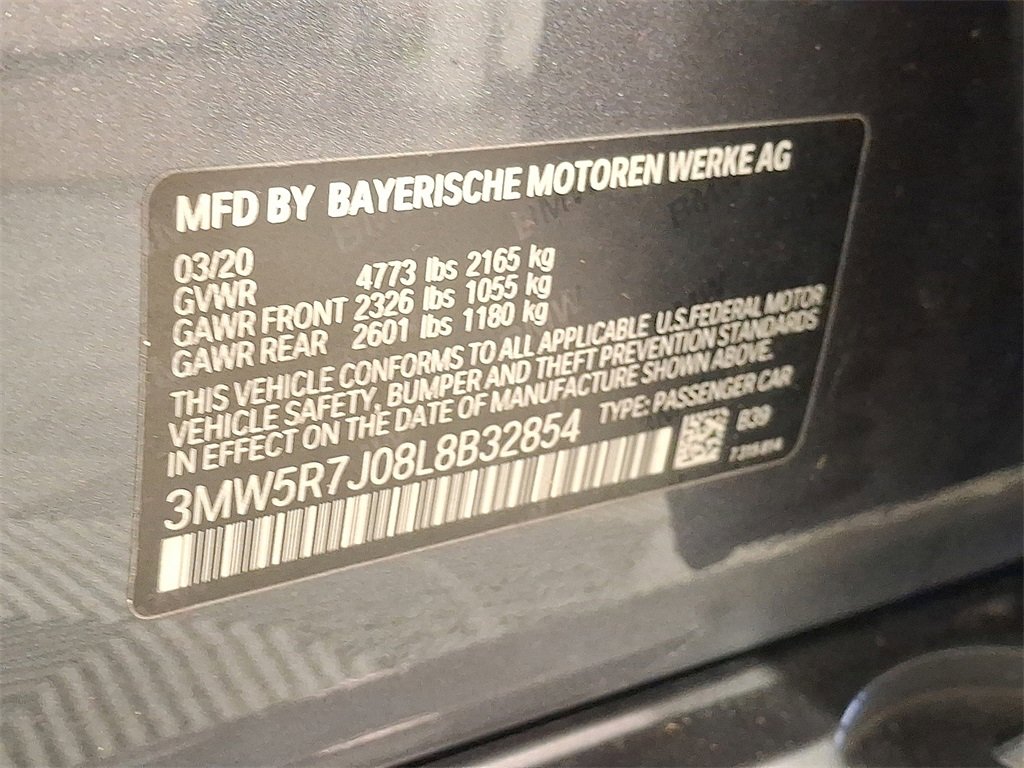 MFD BY BAYERISCHE MOTOREN WERKE AG
03/20
GVWR 4773 lbs 2165 kg
GAWR FRONT 2326 lbs 1055 kg
GAWR REAR 2601 lbs 1180 kg
THIS VEHICLE CONFORMS TO ALL APPLICABLE U.S.FEDERAL MOTOR
VEHICLE SAFETY, BUMPER AND THEFT PREVENTION STANDARDS
IN EFFECT ON THE DATE OF MANUFACTURE SHOWN ABOVE.
3MW5R7J08L8B32854 TYPE: PASSENGER CAR
B39